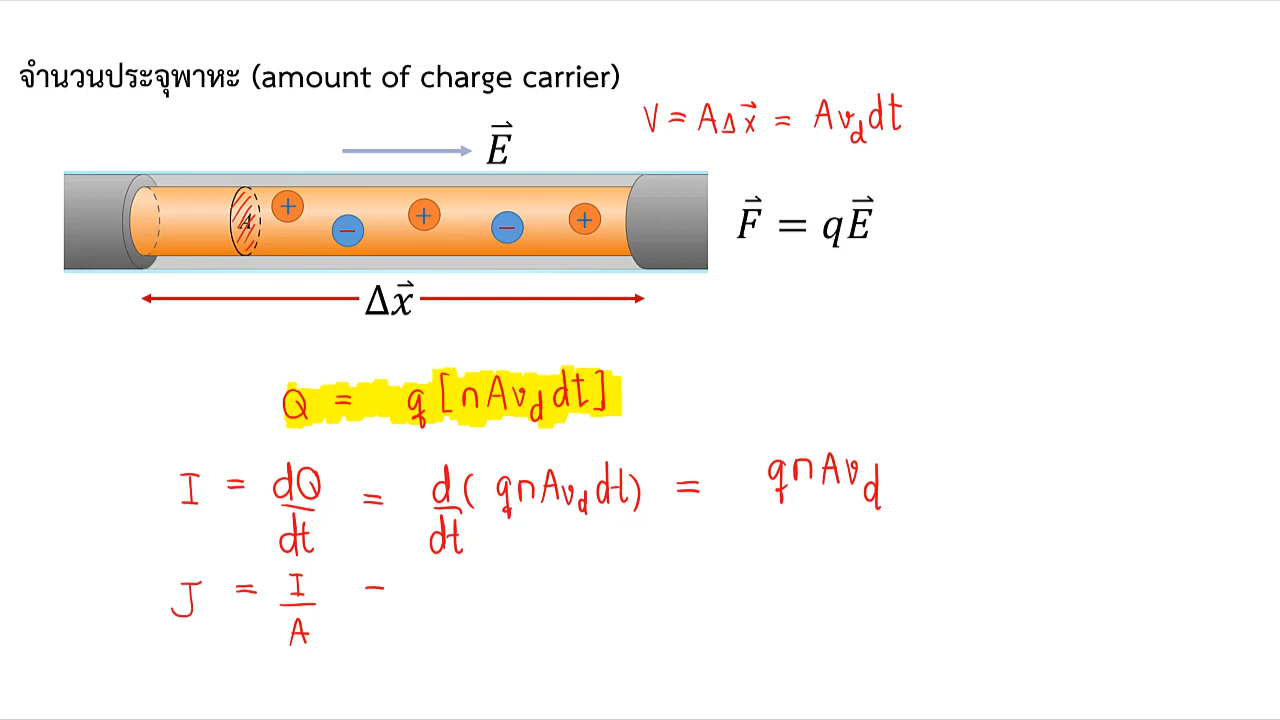 จำนวนประจุพาหะ (amount of charge carrier)
V = AΔx⃗ = Av_d dt
E⃗
A
+ − + − +
F⃗ = qE⃗
Δx⃗
Q = q[nAv_d dt]
I = dQ/dt = d/dt (qnAv_d dt) = qnAv_d
J = I/A −